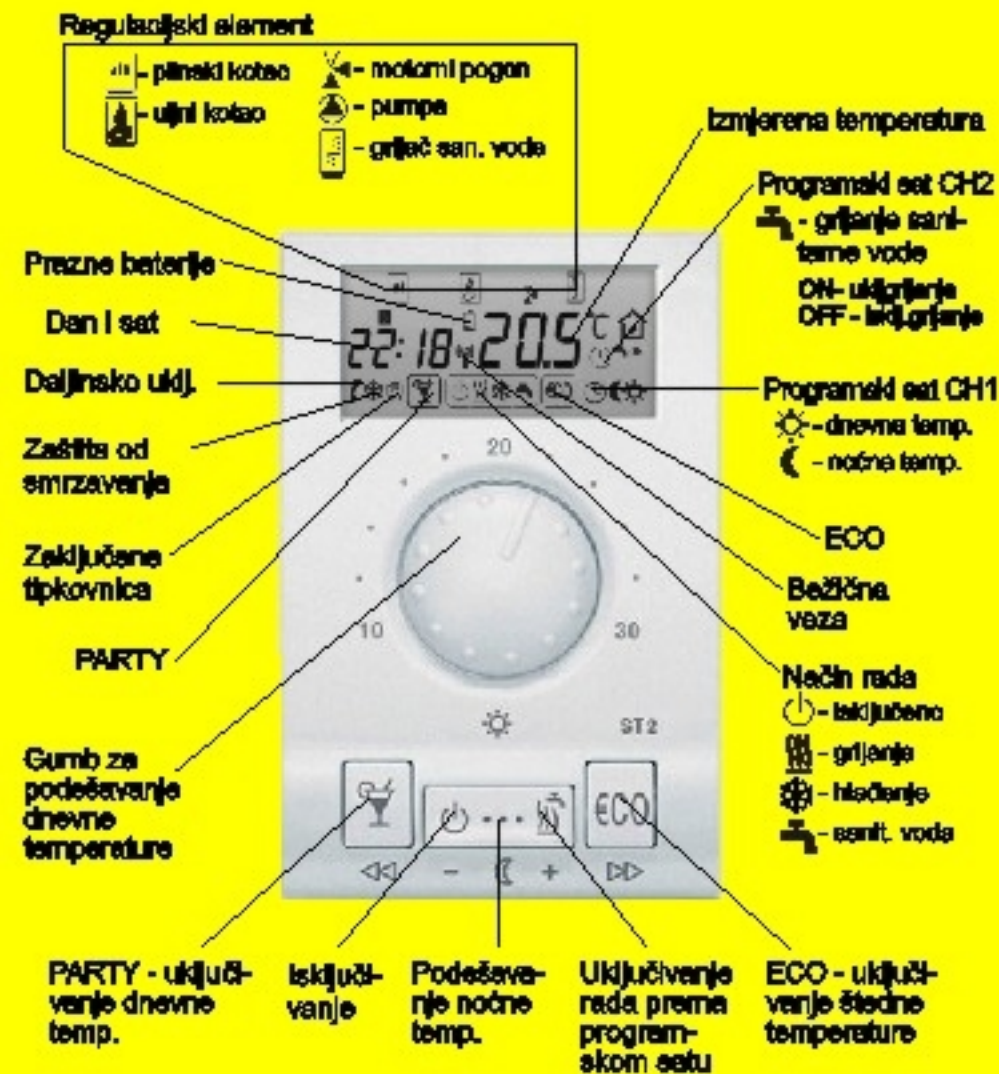 Regulacijski element
- plinski kotao
- uljni kotao
- motorni pogon
- pumpa
- grijač san. vode
Izmjerena temperatura
Programski sat CH2
- grijanje sani-
tarne vode
ON- uklj.grijanje
OFF - isklj.grijanje
Prazne baterije
Dan i sat
Daljinsko uklj.
Zaštita od
smrzavanja
Zaključana
tipkovnica
PARTY
Gumb za
podešavanje
dnevne
temperature
22:18
20.5
°C
Programski sat CH1
- dnevna temp.
- noćna temp.
ECO
Bežična
veza
Način rada
- isključeno
- grijanje
- hlađenje
- sanit. voda
20
10
30
ST2
€CO
- +
PARTY - uključi-
vanje dnevne
temp.
Isključi-
vanje
Podešava-
nje noćne
temp.
Uključivanje
rada prema
program-
skom satu
ECO - uključi-
vanje štedne
temperature